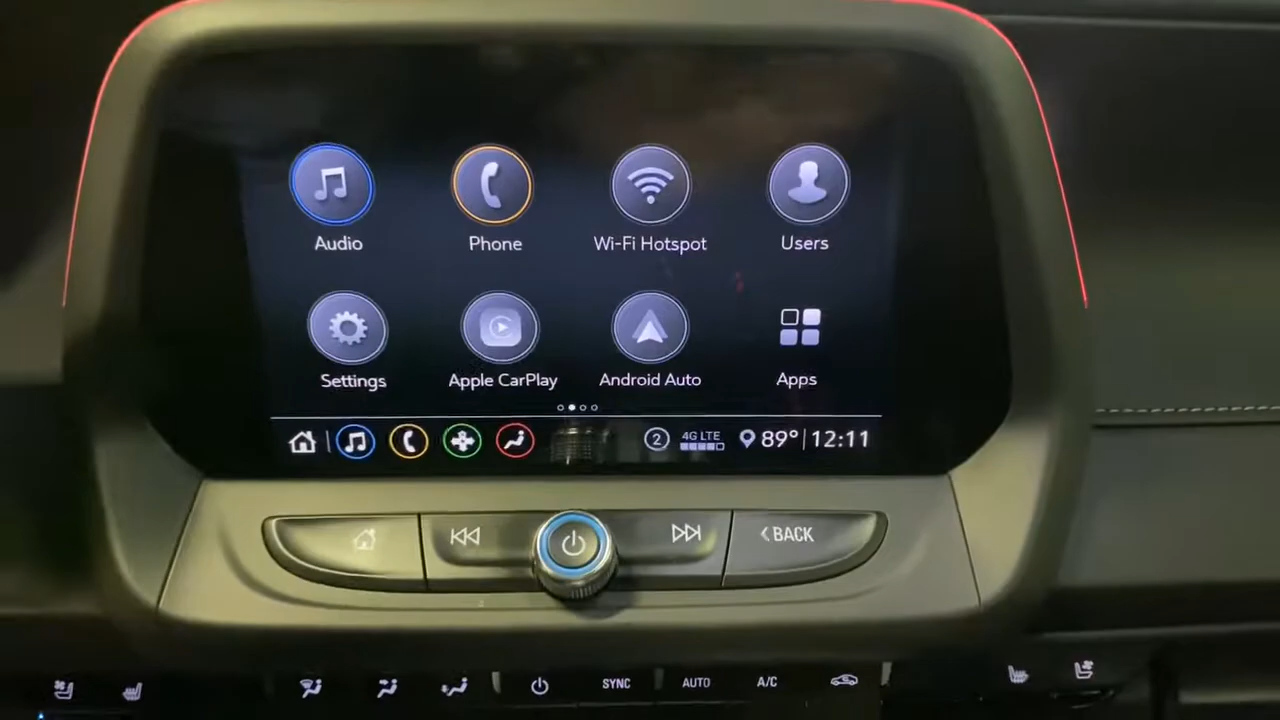 Audio Phone Wi-Fi Hotspot Users
Settings Apple CarPlay Android Auto Apps
2 4G LTE 89° 12:11
BACK
SYNC AUTO A/C